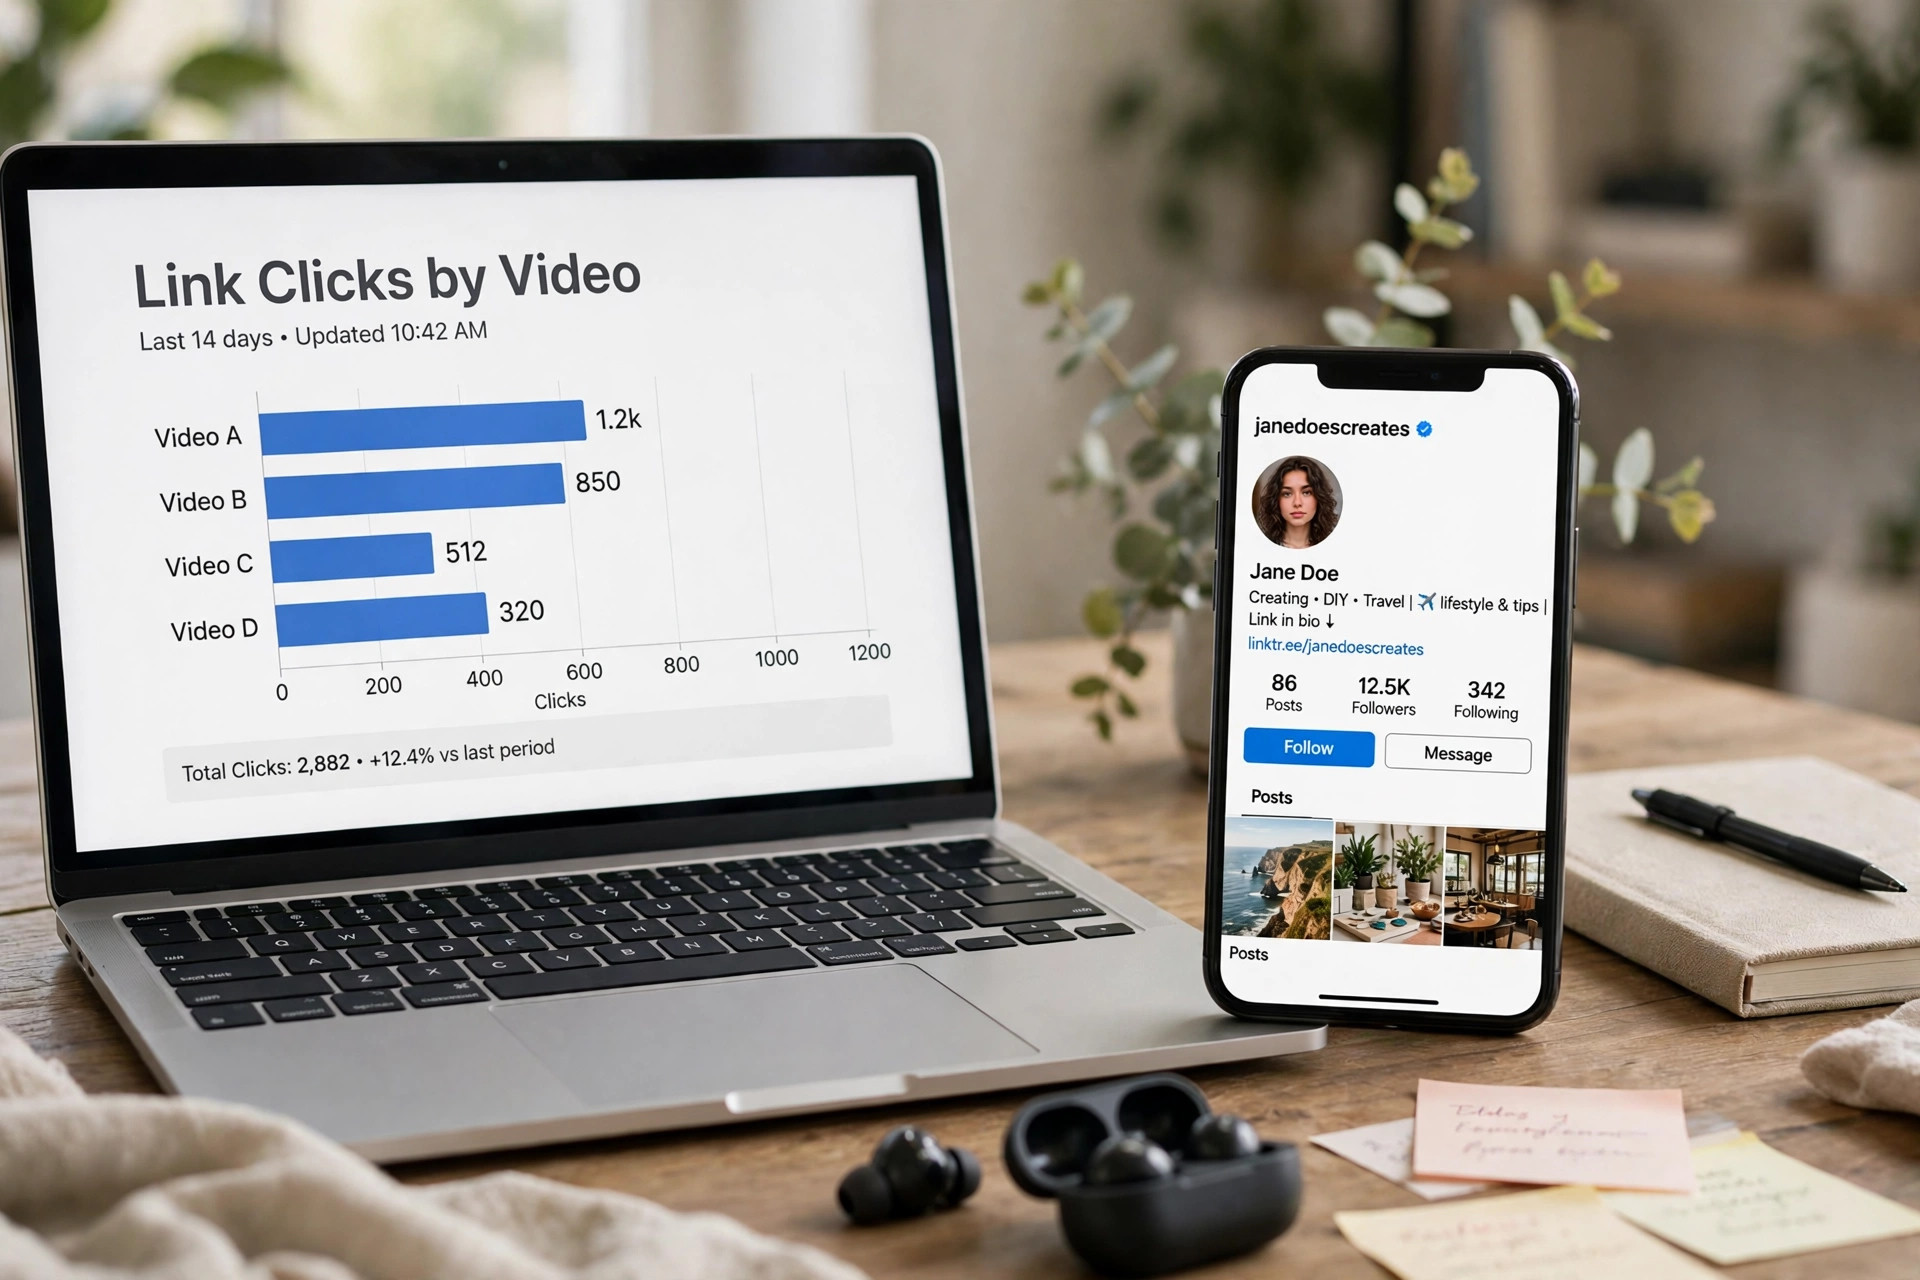 Link Clicks by Video
Last 14 days • Updated 10:42 AM
Video A 1.2k
Video B 850
Video C 512
Video D 320
0 200 400 600 800 1000 1200
Clicks
Total Clicks: 2,882 • +12.4% vs last period
janedoescreates
Jane Doe
Creating • DIY • Travel | ✈️ lifestyle & tips |
Link in bio ↓
linktr.ee/janedoescreates
86 12.5K 342
Posts Followers Following
Follow Message
Posts
Posts